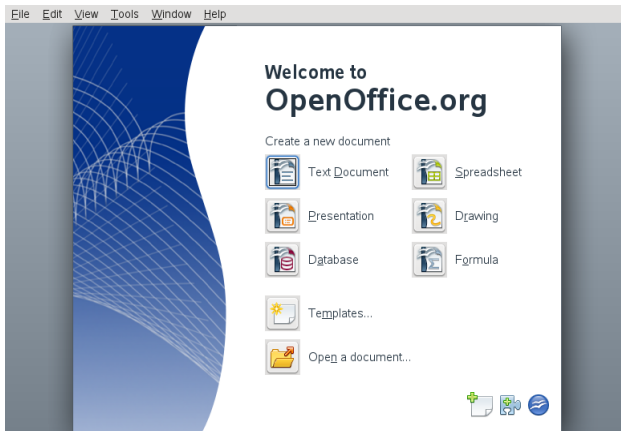 File Edit View Tools Window Help
Welcome to
OpenOffice.org
Create a new document
Text Document Spreadsheet
Presentation Drawing
Database Formula
Templates...
Open a document...